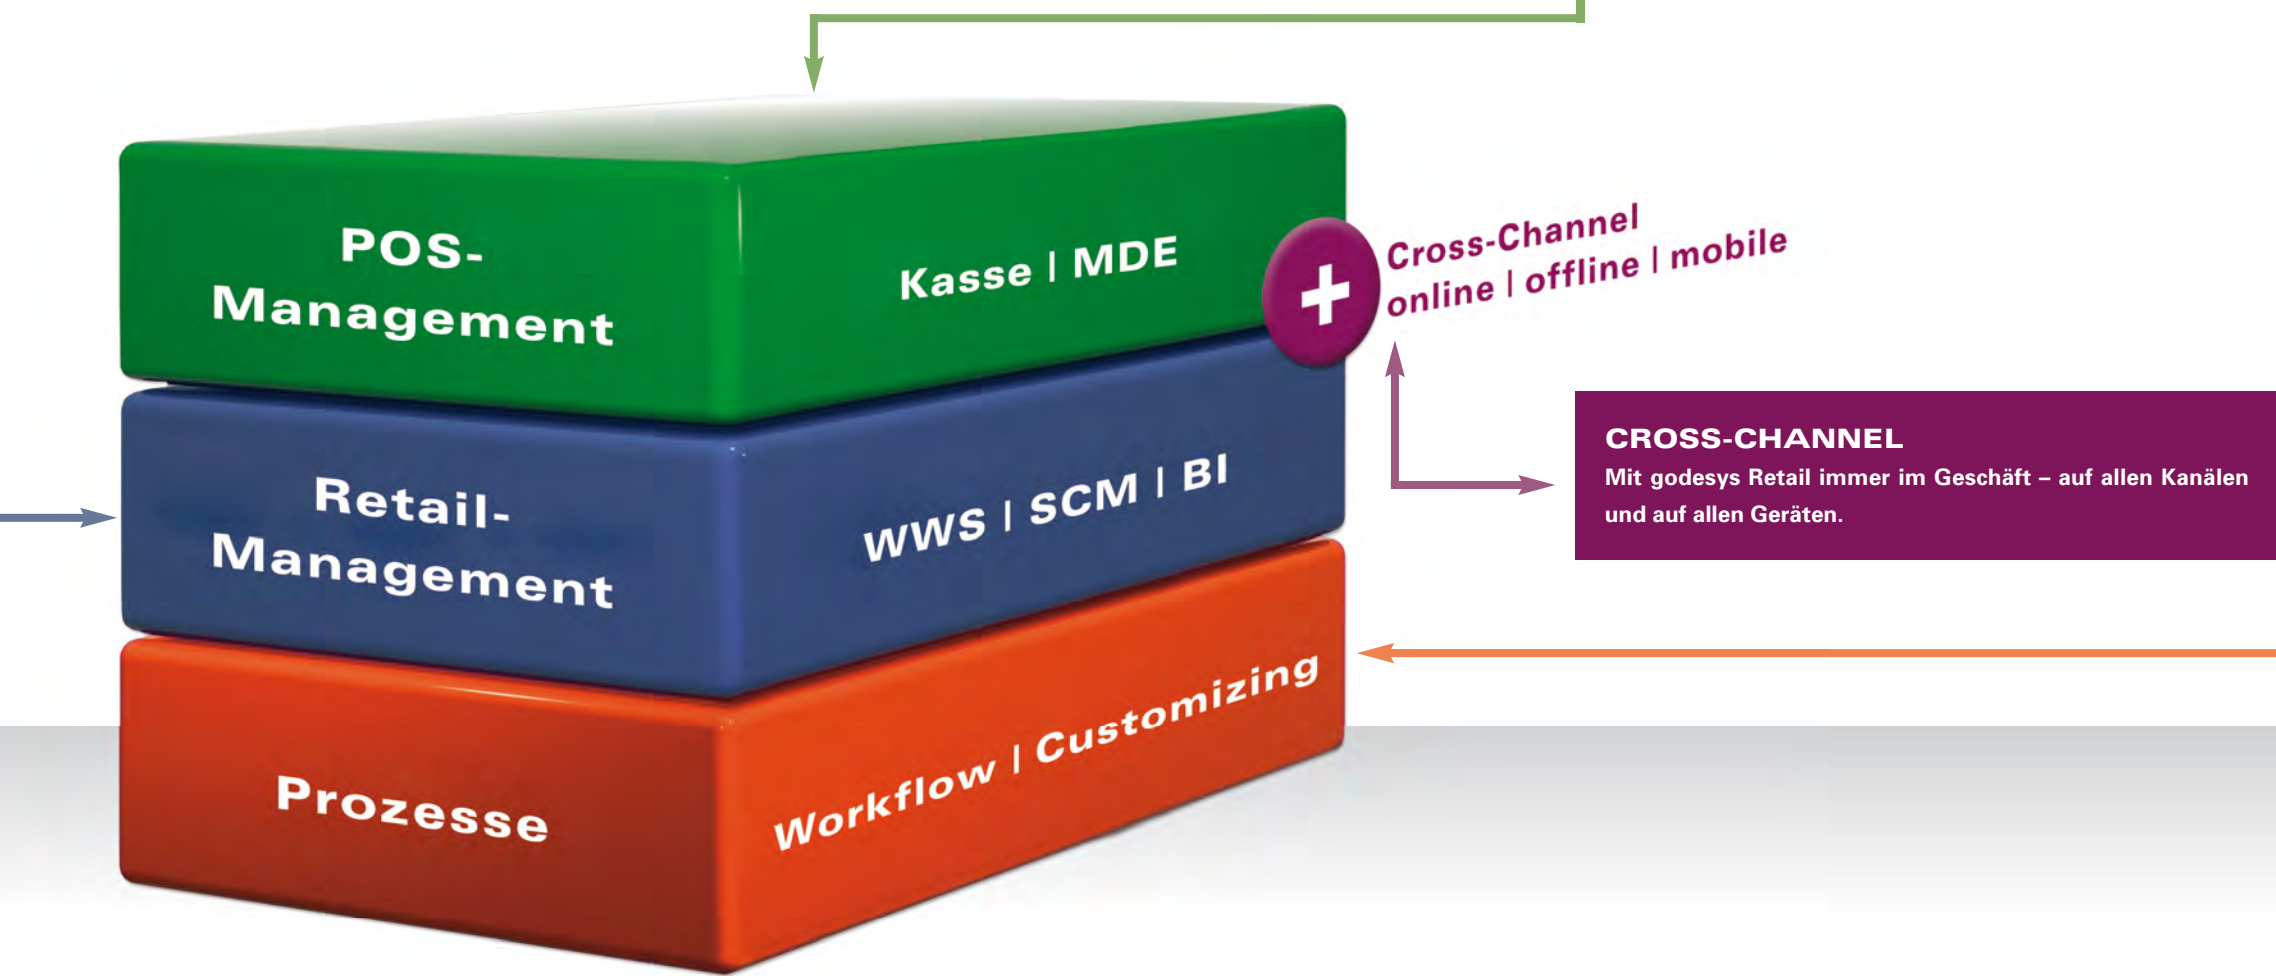 POS-
Management
Kasse | MDE
Cross-Channel
online | offline | mobile
Retail-
Management
WWS | SCM | BI
CROSS-CHANNEL
Mit godesys Retail immer im Geschäft – auf allen Kanälen
und auf allen Geräten.
Prozesse
Workflow | Customizing